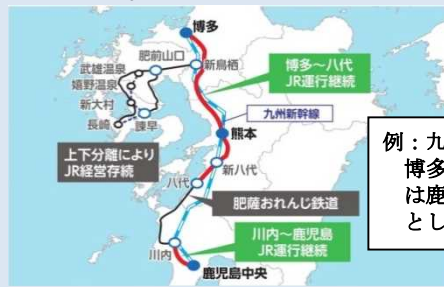 博多
肥前山口
新鳥栖
武雄温泉
嬉野温泉
新大村
長崎
諫早
博多～八代
JR運行継続
九州新幹線
熊本
上下分離により
JR経営存続
新八代
八代
肥薩おれんじ鉄道
川内～鹿児島
JR運行継続
川内
鹿児島中央
例：九
博多
は鹿
とし